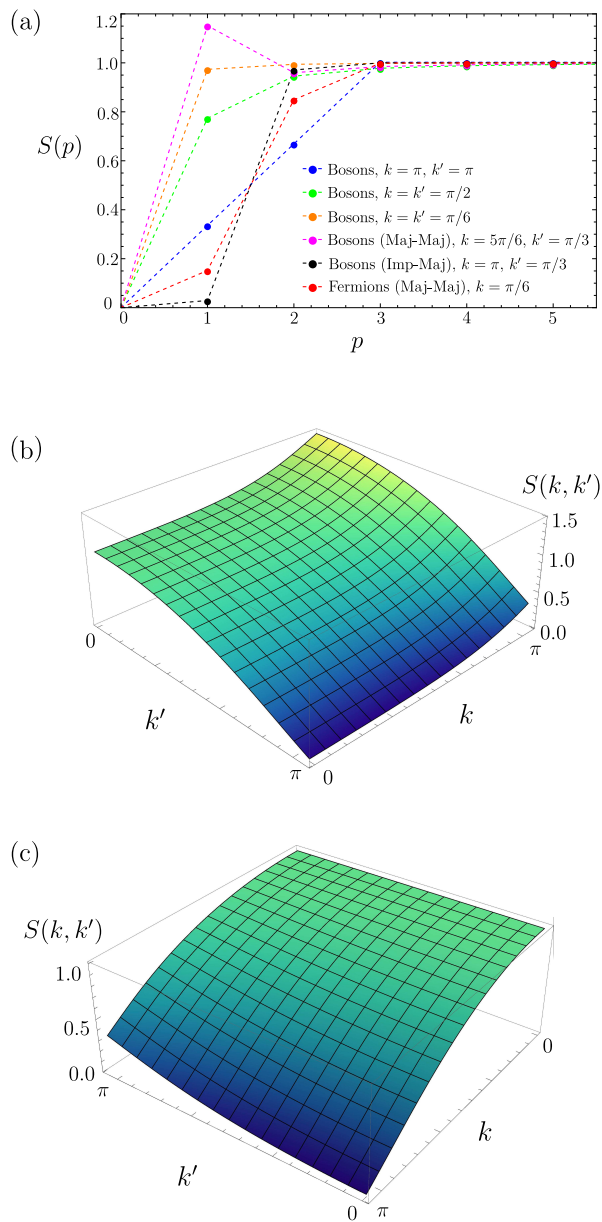 (a)
1.2
1.0
0.8
0.6
0.4
0.2
0
S(p)
Bosons, k = π, k′ = π
Bosons, k = k′ = π/2
Bosons, k = k′ = π/6
Bosons (Maj-Maj), k = 5π/6, k′ = π/3
Bosons (Imp-Maj), k = π, k′ = π/3
Fermions (Maj-Maj), k = π/6
0 1 2 3 4 5
p
(b)
S(k, k′)
1.5
1.0
0.5
0.0
π
0
k′
k
π
0
(c)
S(k, k′)
1.0
0.5
0.0
π
0
k
k′
0
π